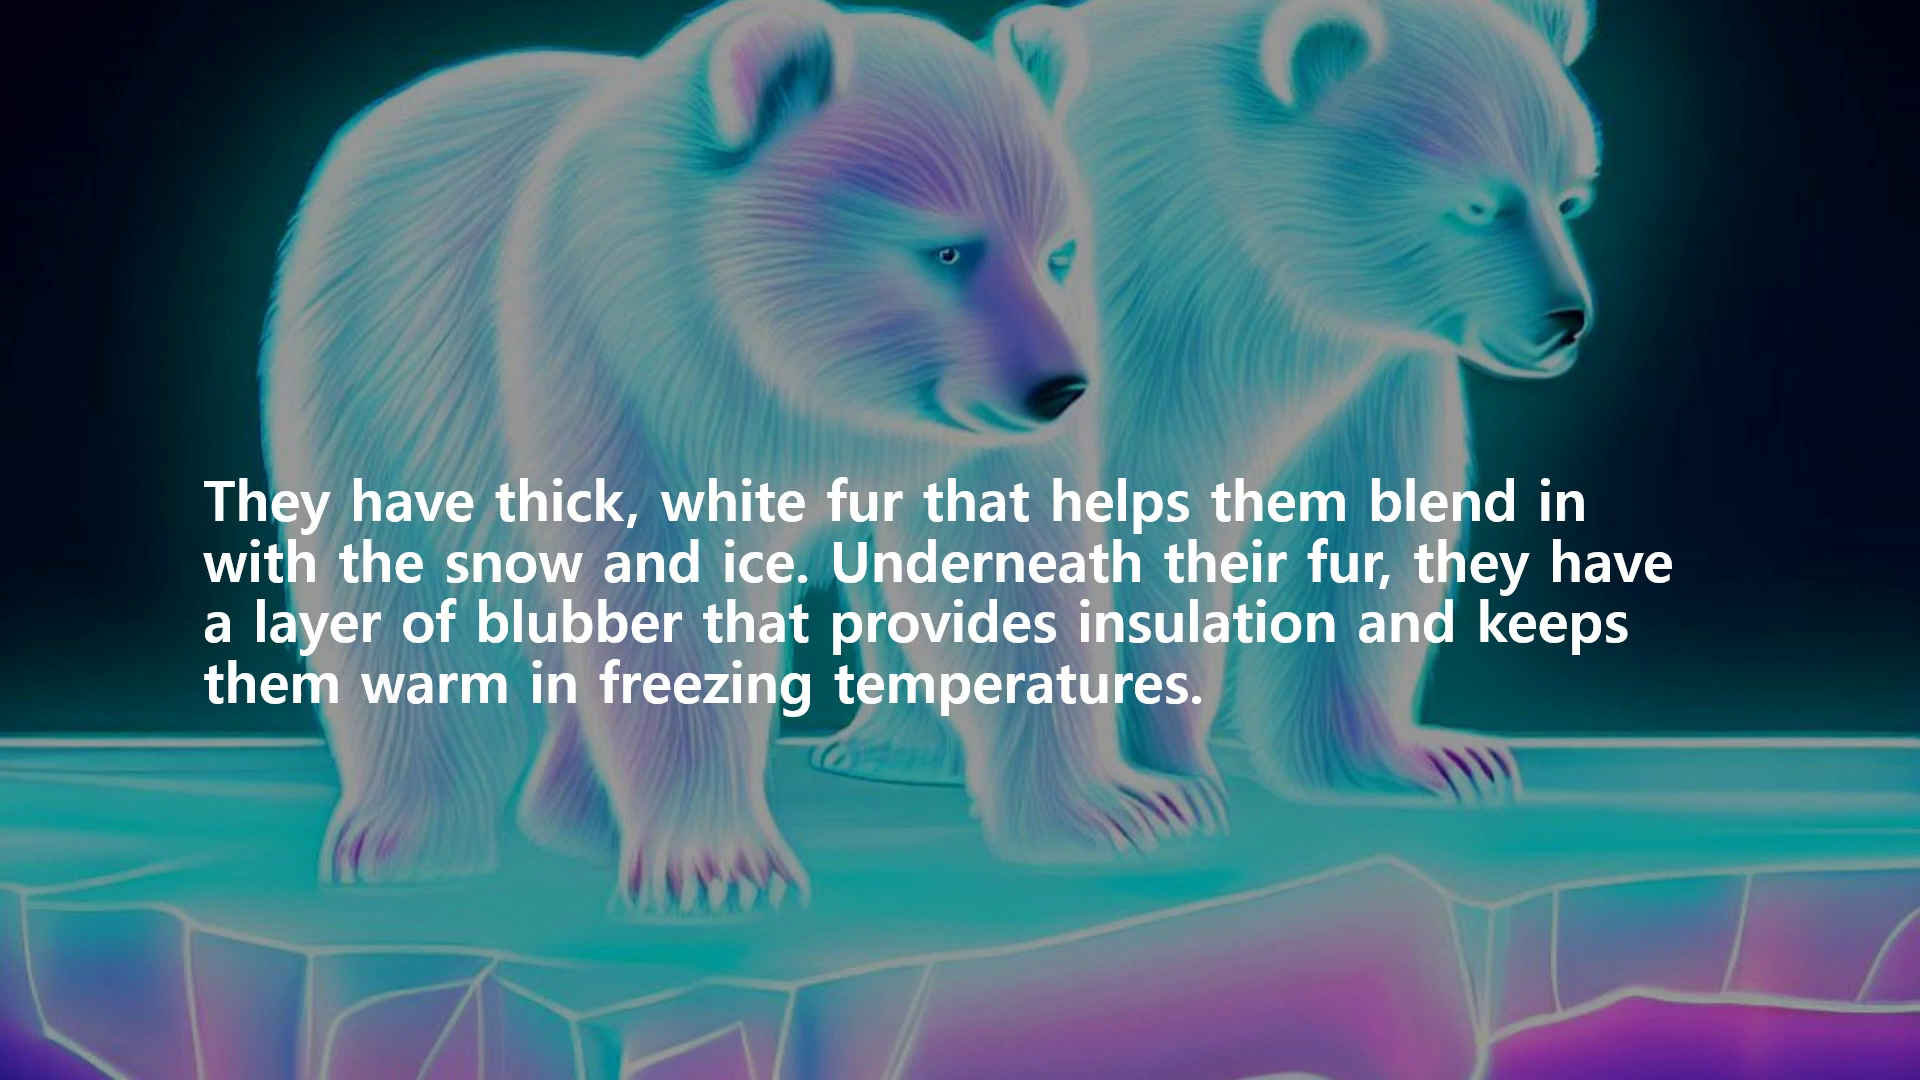 They have thick, white fur that helps them blend in
with the snow and ice. Underneath their fur, they have
a layer of blubber that provides insulation and keeps
them warm in freezing temperatures.